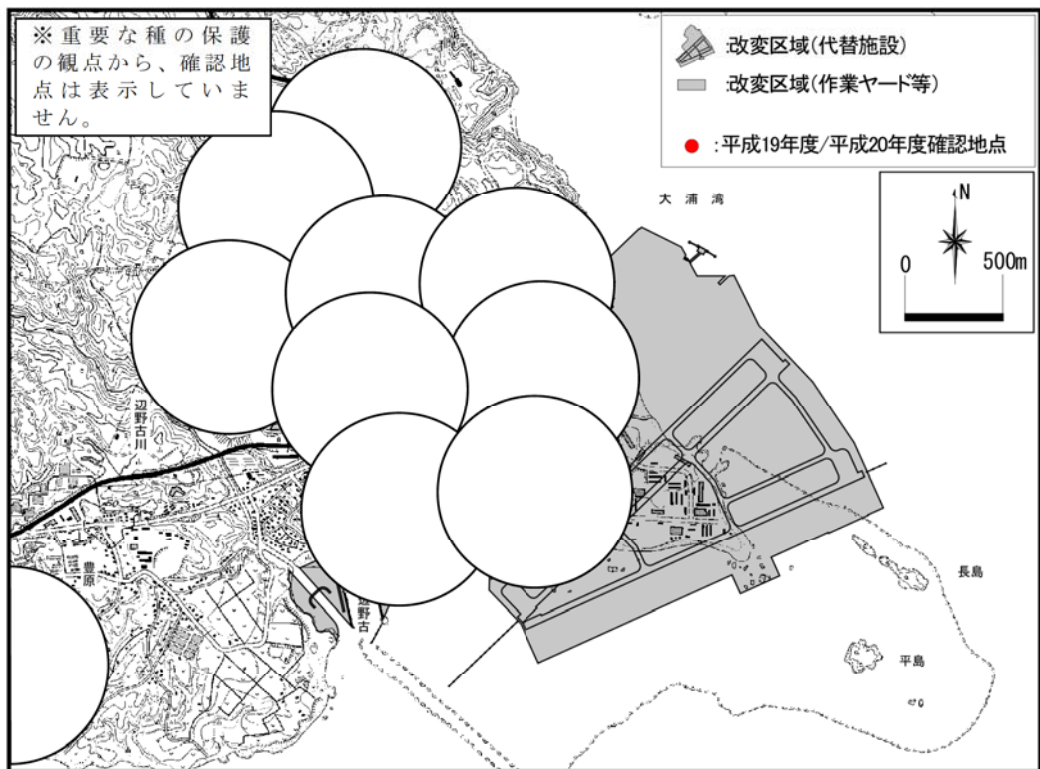 ※重要な種の保護
の観点から、確認地
点は表示していま
せん。
:改変区域(代替施設)
:改変区域(作業ヤード等)
:平成19年度/平成20年度確認地点
大浦湾
N
0 500m
辺野古川
豊原
辺野古
長島
平島